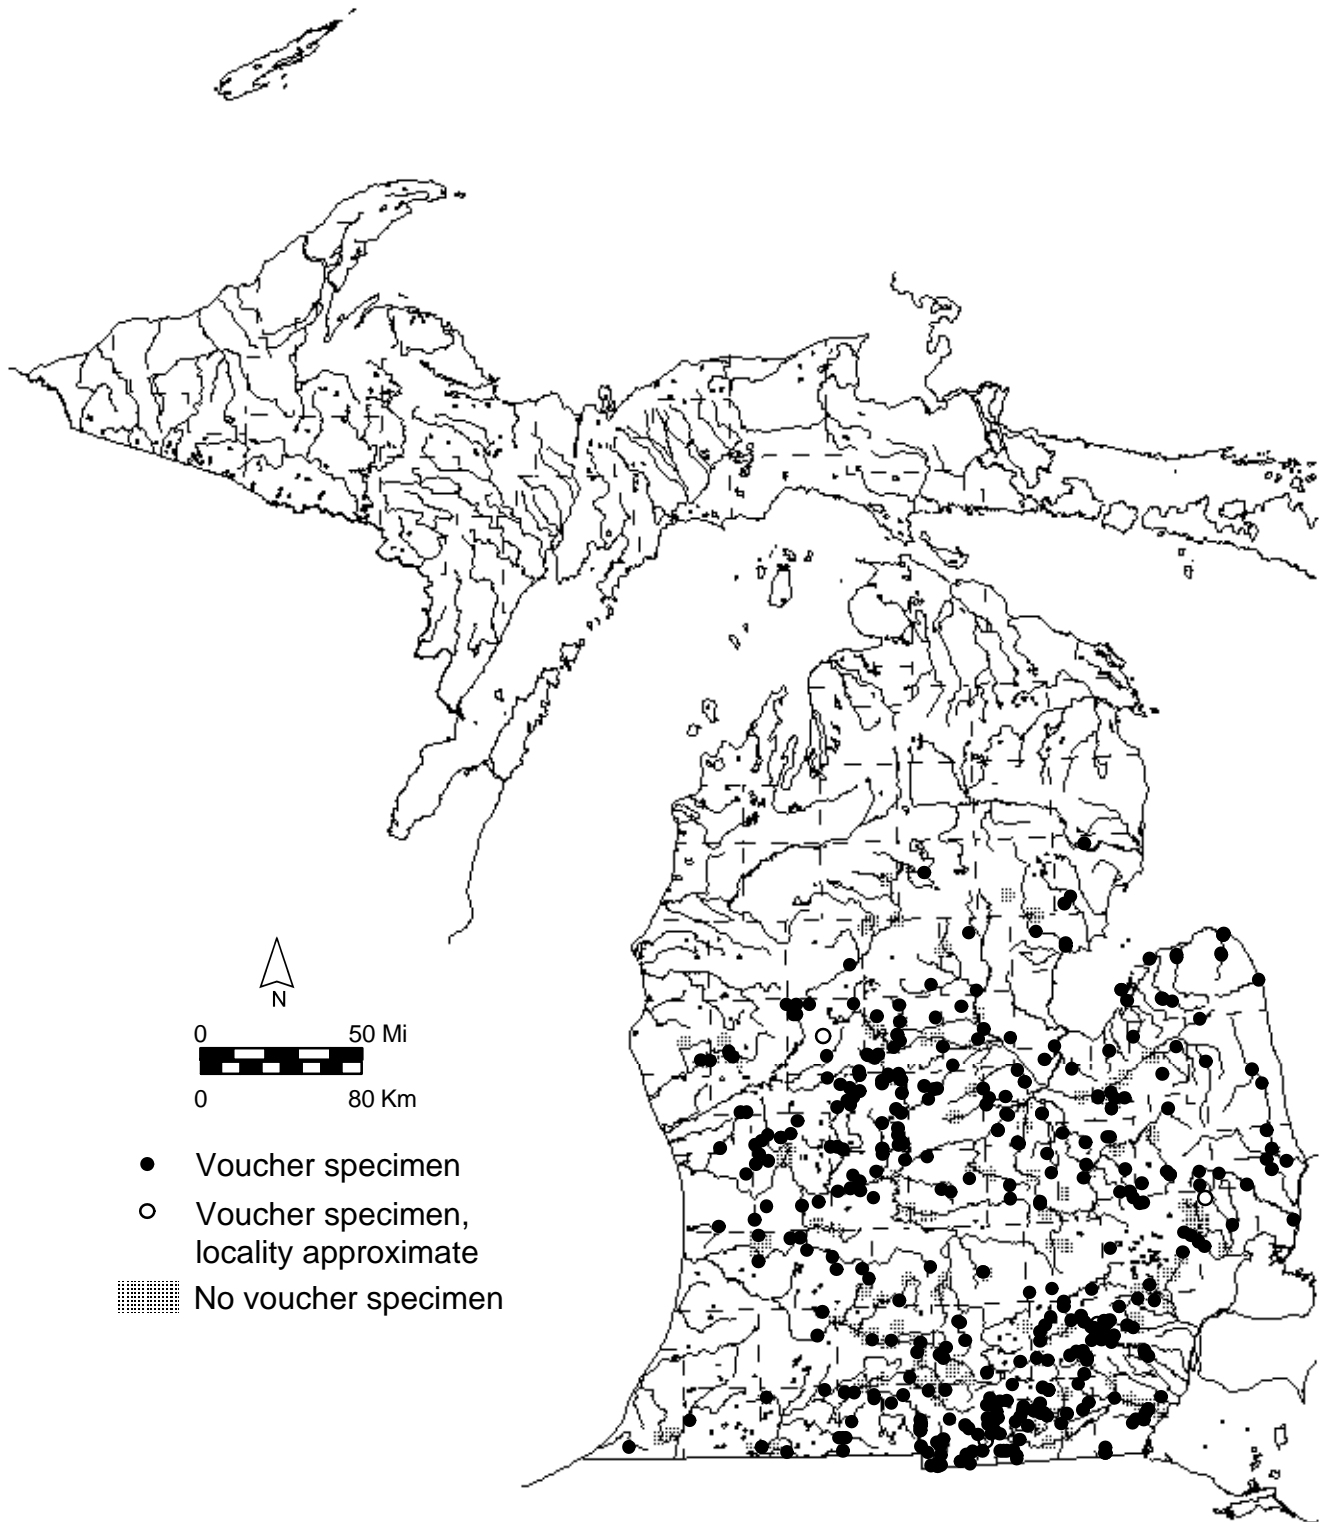 N
0 50 Mi
0 80 Km
Voucher specimen
Voucher specimen,
locality approximate
No voucher specimen